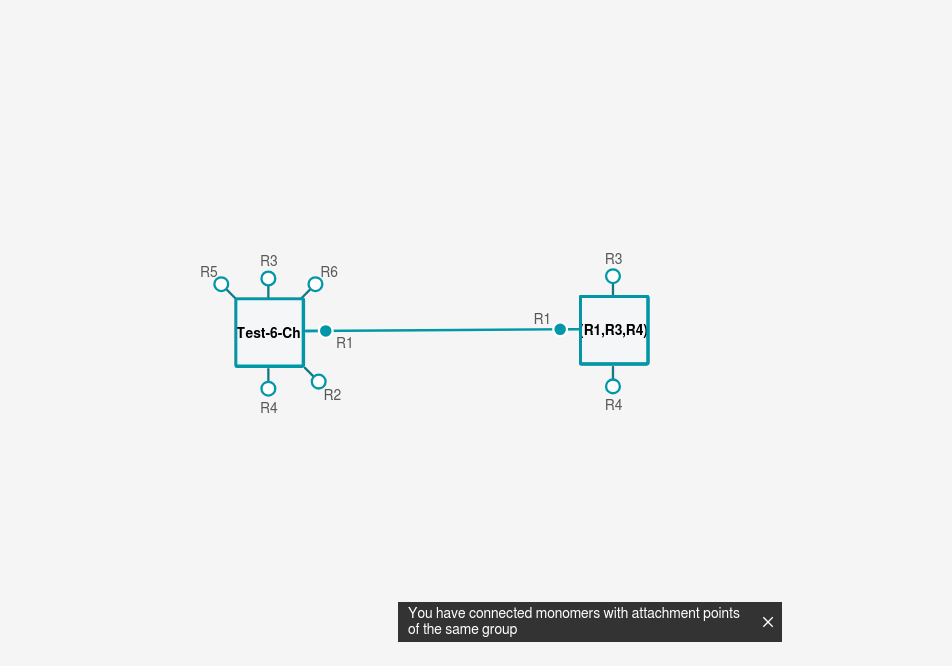 R5
R3
R6
Test-6-Ch
R1
R2
R4
R3
R1
(R1,R3,R4)
R4
You have connected monomers with attachment points
of the same group